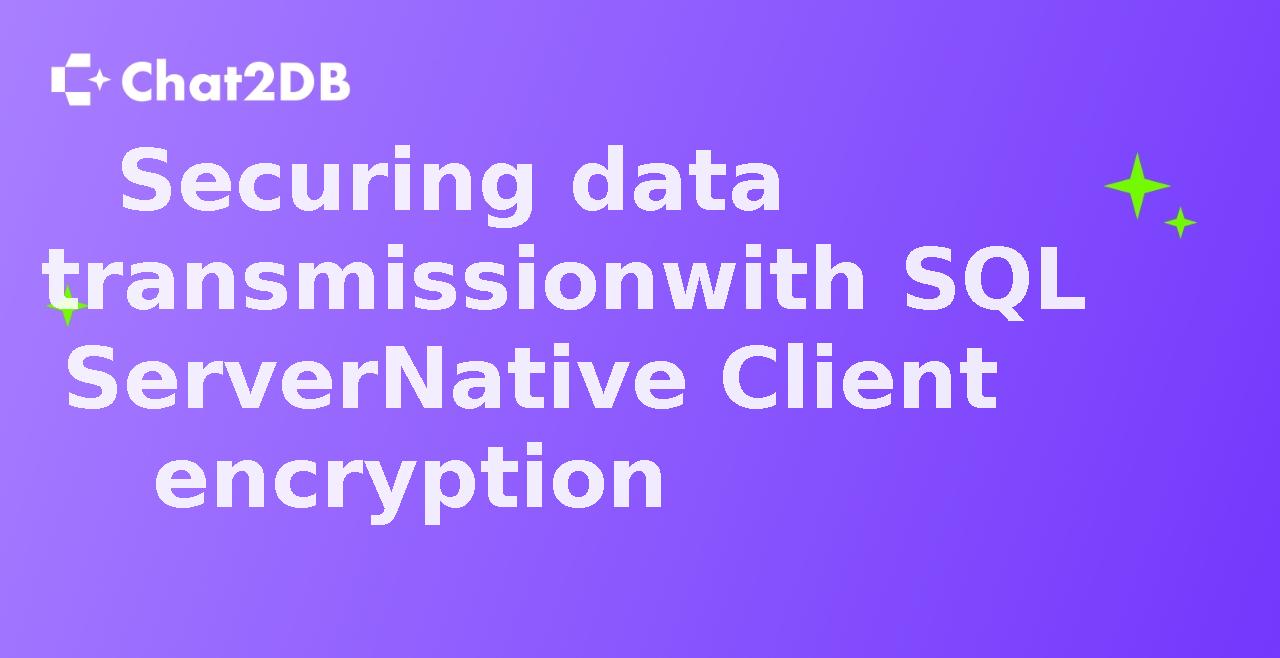 Chat2DB
Securing data
transmissionwith SQL
ServerNative Client
encryption